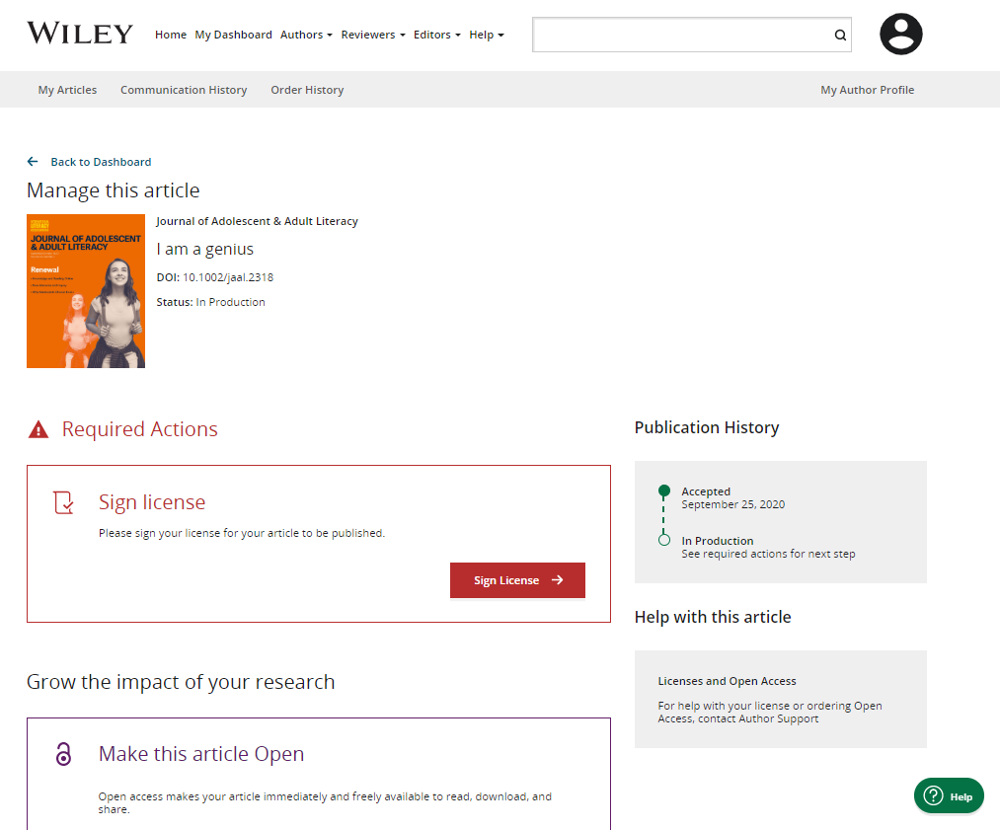 WILEY
Home My Dashboard Authors Reviewers Editors Help
My Articles Communication History Order History My Author Profile
Back to Dashboard
Manage this article
JOURNAL OF ADOLESCENT
& ADULT LITERACY
Renewal
Journal of Adolescent & Adult Literacy
I am a genius
DOI: 10.1002/jaal.2318
Status: In Production
Required Actions
Sign license
Please sign your license for your article to be published.
Sign License
Grow the impact of your research
Make this article Open
Open access makes your article immediately and freely available to read, download, and
share.
Publication History
Accepted
September 25, 2020
In Production
See required actions for next step
Help with this article
Licenses and Open Access
For help with your license or ordering Open
Access, contact Author Support
Help